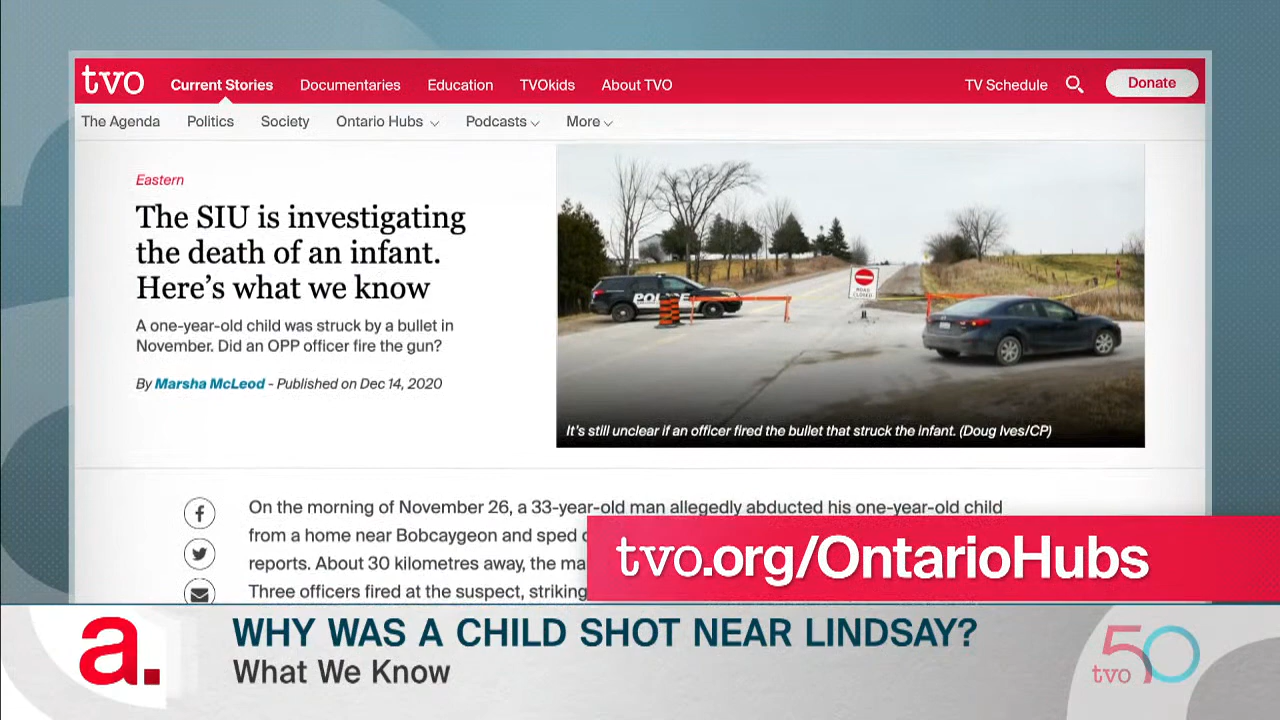 tvo
Current Stories Documentaries Education TVOkids About TVO TV Schedule Donate
The Agenda Politics Society Ontario Hubs Podcasts More
Eastern
The SIU is investigating
the death of an infant.
Here's what we know
A one-year-old child was struck by a bullet in
November. Did an OPP officer fire the gun?
By Marsha McLeod - Published on Dec 14, 2020
POLICE
ROAD
CLOSED
It's still unclear if an officer fired the bullet that struck the infant. (Doug Ives/CP)
On the morning of November 26, a 33-year-old man allegedly abducted his one-year-old child
from a home near Bobcaygeon and sped
reports. About 30 kilometres away, the ma
Three officers fired at the suspect, striking
tvo.org/OntarioHubs
a.
WHY WAS A CHILD SHOT NEAR LINDSAY?
What We Know
tvo 50